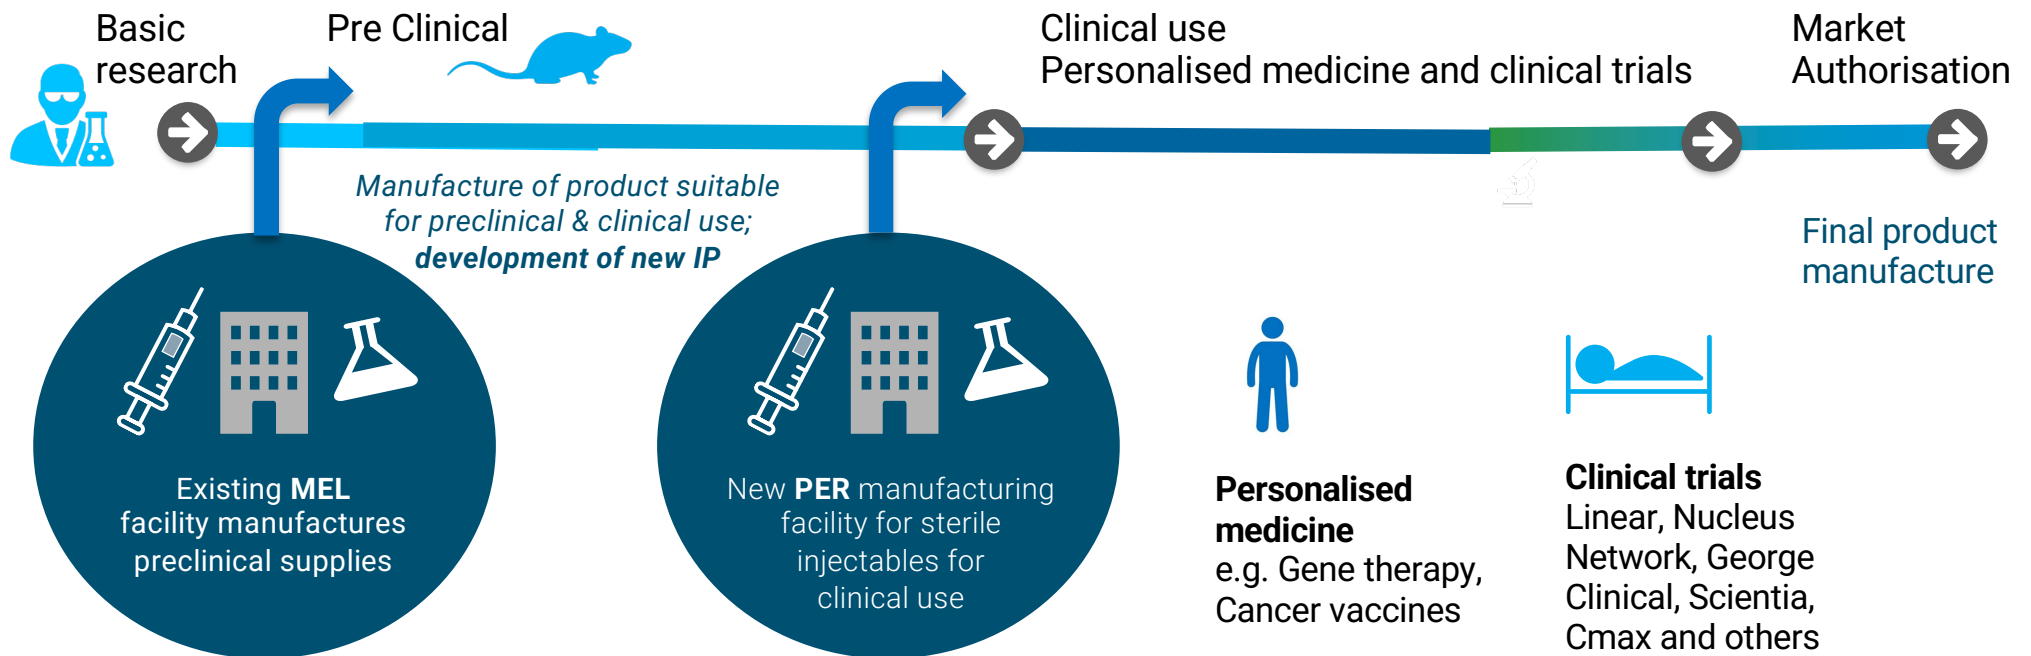 Basic
research
Pre Clinical
Clinical use
Personalised medicine and clinical trials
Market
Authorisation
Manufacture of product suitable
for preclinical & clinical use;
development of new IP
Final product
manufacture
Existing MEL
facility manufactures
preclinical supplies
New PER manufacturing
facility for sterile
injectables for
clinical use
Personalised
medicine
e.g. Gene therapy,
Cancer vaccines
Clinical trials
Linear, Nucleus
Network, George
Clinical, Scientia,
Cmax and others